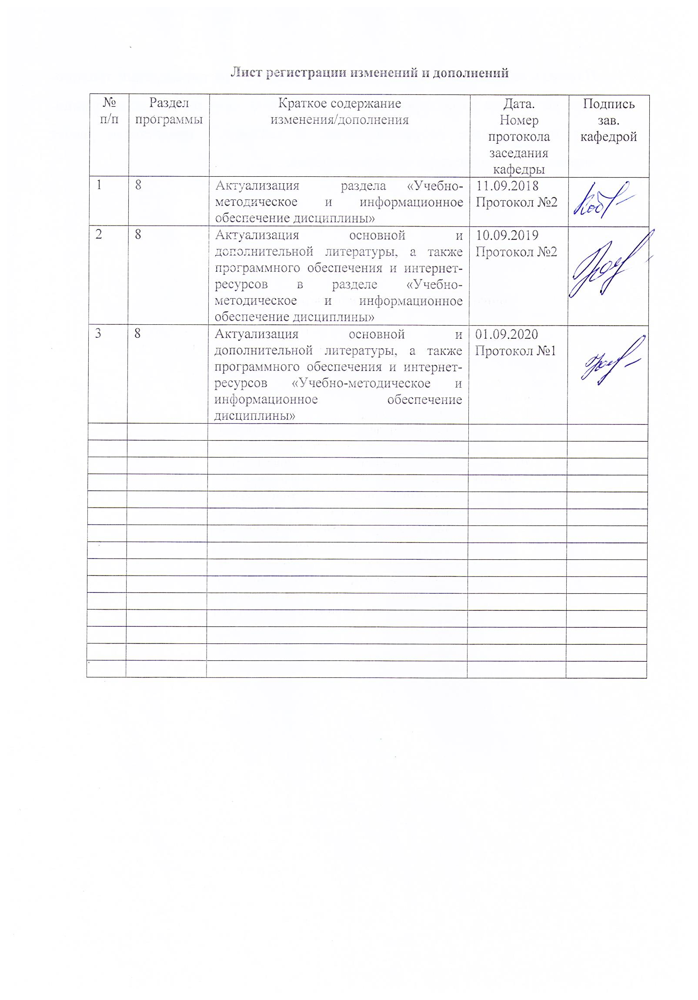 Лист регистрации изменений и дополнений
№ п/п
Раздел программы
Краткое содержание изменения/дополнения
Дата. Номер протокола заседания кафедры
Подпись зав. кафедрой
1
8
Актуализация раздела «Учебно-
методическое и информационное
обеспечение дисциплины»
11.09.2018
Протокол №2
2
8
Актуализация основной и
дополнительной литературы, а также
программного обеспечения и интернет-
ресурсов в разделе «Учебно-
методическое и информационное
обеспечение дисциплины»
10.09.2019
Протокол №2
3
8
Актуализация основной и
дополнительной литературы, а также
программного обеспечения и интернет-
ресурсов «Учебно-методическое и
информационное обеспечение
дисциплины»
01.09.2020
Протокол №1